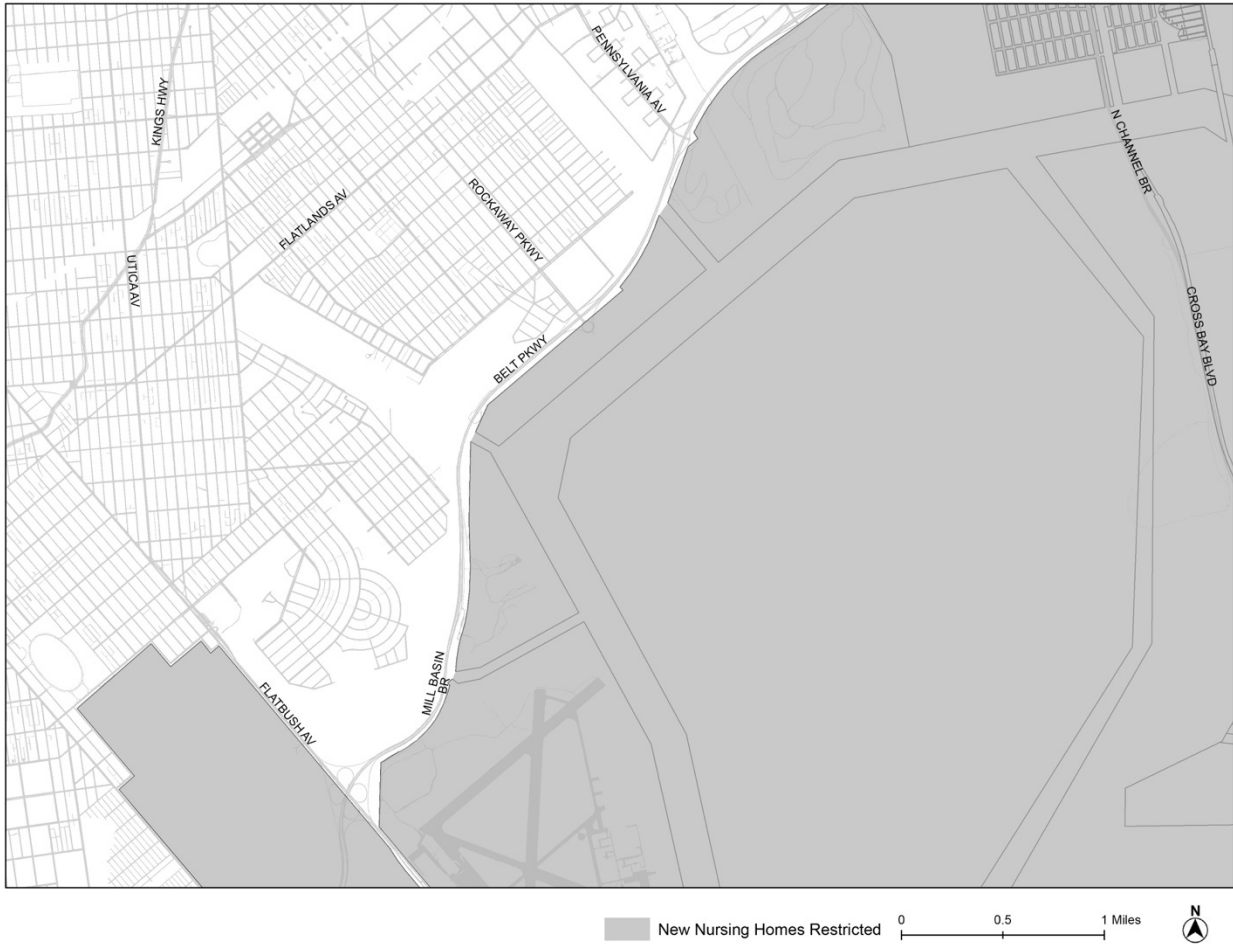 PENNSYLVANIA AV
KINGS HWY
N CHANNEL BR
ROCKAWAY PKWY
FLATLANDS AV
UTICA AV
CROSS BAY BLVD
BELT PKWY
MILL BASIN
BR
FLATBUSH AV
New Nursing Homes Restricted
0 0.5 1 Miles
N